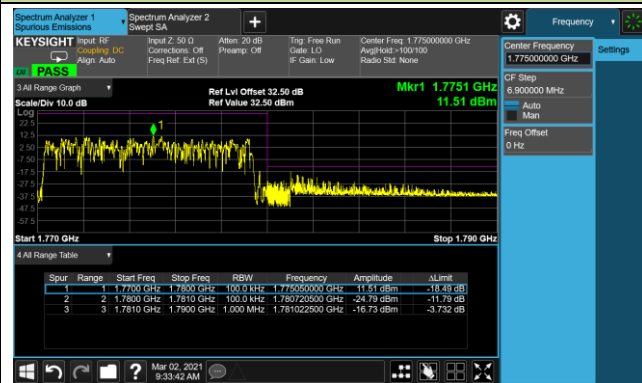 Spectrum Analyzer 1
Spurious Emissions
Spectrum Analyzer 2
Swept SA
Frequency
KEYSIGHT
Input: RF
Coupling: DC
Align: Auto
Input Z: 50 Ω
Corrections: Off
Freq Ref: Ext (S)
Atten: 20 dB
Preamp: Off
Trig: Free Run
Gate: LO
IF Gain: Low
Center Freq: 1.775000000 GHz
Avg|Hold:>100/100
Radio Std: None
PASS
Center Frequency
1.775000000 GHz
Settings
CF Step
6.900000 MHz
Auto
Man
Freq Offset
0 Hz
3 All Range Graph
Ref Lvl Offset 32.50 dB
Mkr1 1.7751 GHz
Scale/Div 10.0 dB
Ref Value 32.50 dBm
11.51 dBm
Log
22.5
12.5
2.50
-7.50
-17.5
-27.5
-37.5
-47.5
-57.5
1
Start 1.770 GHz
Stop 1.790 GHz
4 All Range Table
Spur Range Start Freq Stop Freq RBW Frequency Amplitude ΔLimit
1 1 1.7700 GHz 1.7800 GHz 100.0 kHz 1.775050000 GHz 11.51 dBm -18.49 dB
2 2 1.7800 GHz 1.7810 GHz 100.0 kHz 1.780720500 GHz -24.79 dBm -11.79 dB
3 3 1.7810 GHz 1.7900 GHz 1.000 MHz 1.781022500 GHz -16.73 dBm -3.732 dB
?
Mar 02, 2021
9:33:42 AM